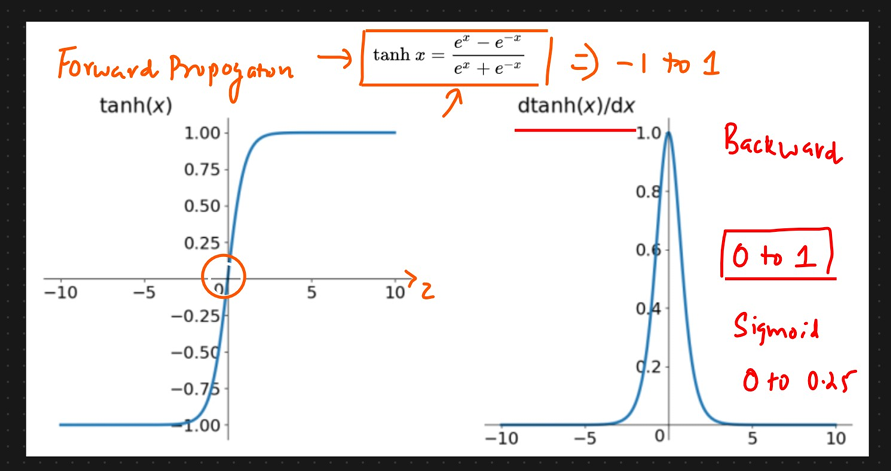 Forward Propogaton → tanh x = (e^x − e^−x) / (e^x + e^−x) ⇒ -1 to 1
tanh(x)
1.00
0.75
0.50
0.25
−10 −5 0 5 10 z
−0.25
−0.50
−0.75
−1.00
dtanh(x)/dx
1.0
0.8
0.6
0.4
0.2
−10 −5 0 5 10
Backward
0 to 1
Sigmoid
0 to 0.25